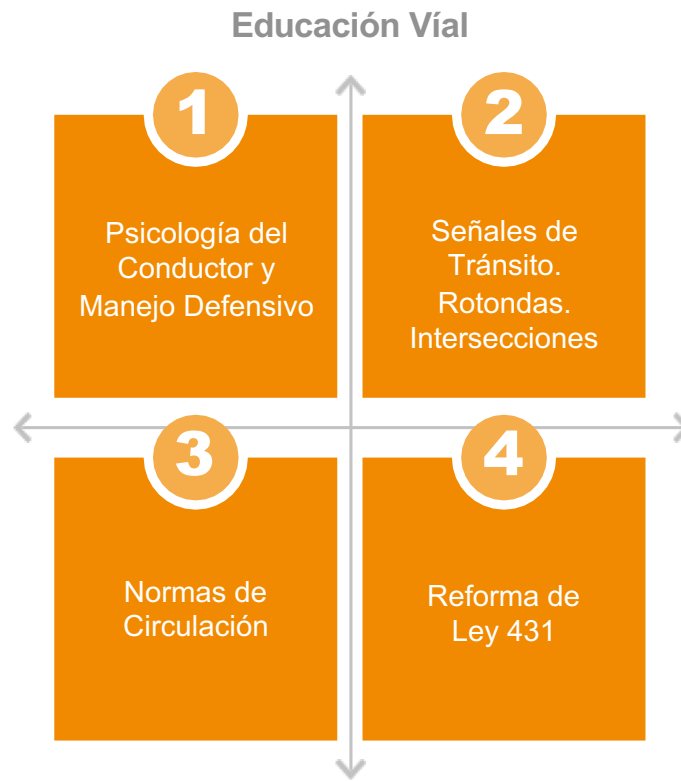 Educación Víal
1
Psicología del
Conductor y
Manejo Defensivo
2
Señales de
Tránsito.
Rotondas.
Intersecciones
3
Normas de
Circulación
4
Reforma de
Ley 431